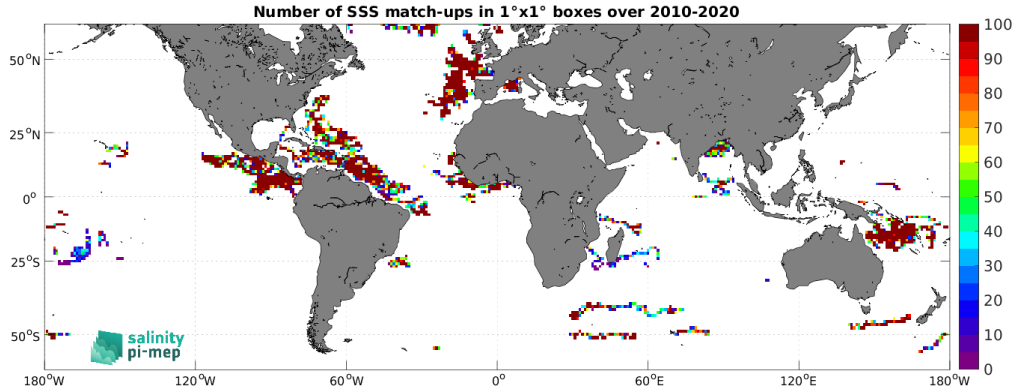 Number of SSS match-ups in 1°x1° boxes over 2010-2020
50°N
25°N
0°
25°S
50°S
180°W
120°W
60°W
0°
60°E
120°E
180°W
100
90
80
70
60
50
40
30
20
10
0
salinity
pi-mep